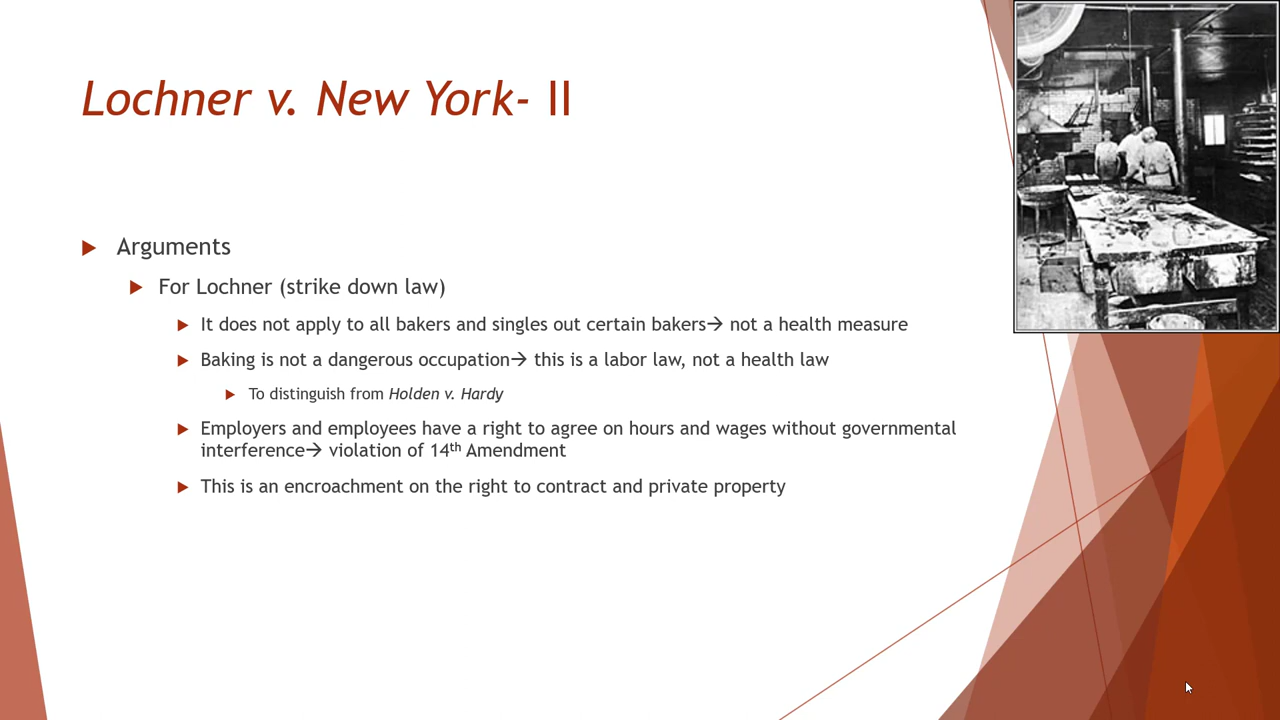 Lochner v. New York- II
Arguments
For Lochner (strike down law)
It does not apply to all bakers and singles out certain bakers→ not a health measure
Baking is not a dangerous occupation→ this is a labor law, not a health law
To distinguish from Holden v. Hardy
Employers and employees have a right to agree on hours and wages without governmental
interference→ violation of 14th Amendment
This is an encroachment on the right to contract and private property